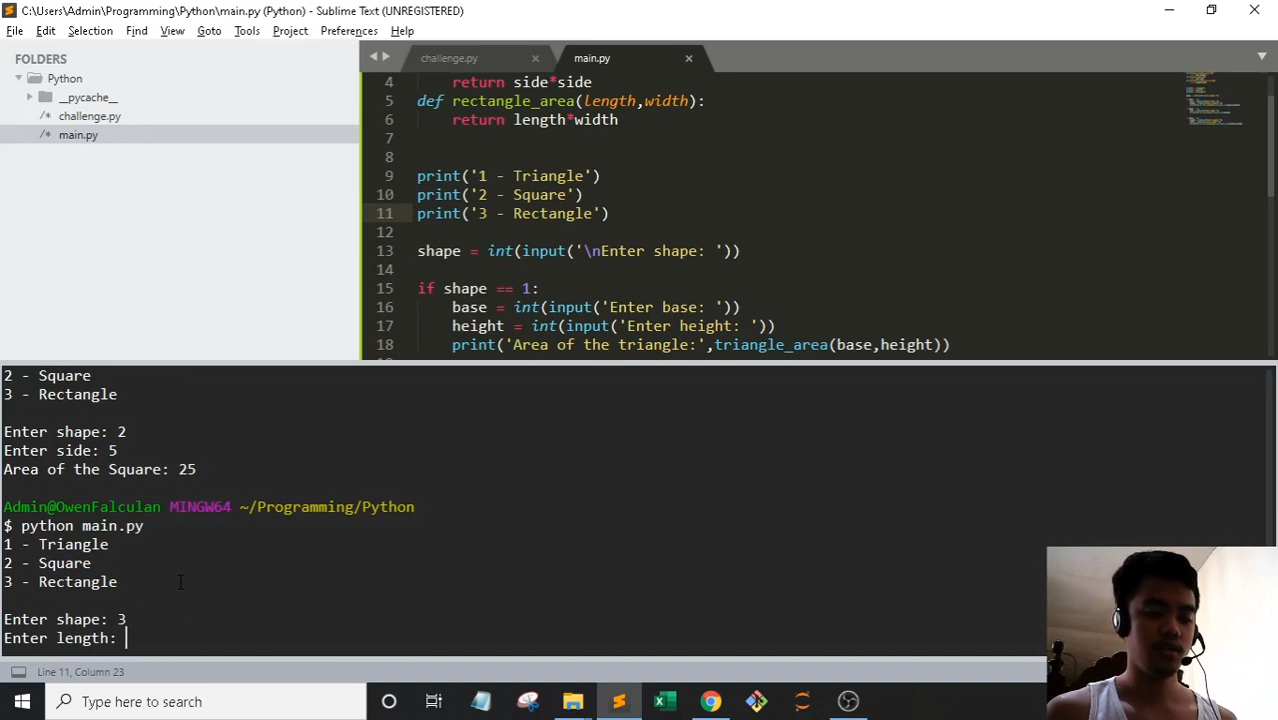 C:\Users\Admin\Programming\Python\main.py (Python) - Sublime Text (UNREGISTERED)
File Edit Selection Find View Goto Tools Project Preferences Help
FOLDERS
Python
__pycache__
/* challenge.py
/* main.py
challenge.py main.py
4 return side*side
5 def rectangle_area(length,width):
6 return length*width
7
8
9 print('1 - Triangle')
10 print('2 - Square')
11 print('3 - Rectangle')
12
13 shape = int(input('\nEnter shape: '))
14
15 if shape == 1:
16 base = int(input('Enter base: '))
17 height = int(input('Enter height: '))
18 print('Area of the triangle:',triangle_area(base,height))
2 - Square
3 - Rectangle
Enter shape: 2
Enter side: 5
Area of the Square: 25
Admin@OwenFalculan MINGW64 ~/Programming/Python
$ python main.py
1 - Triangle
2 - Square
3 - Rectangle
Enter shape: 3
Enter length:
Line 11, Column 23
Type here to search